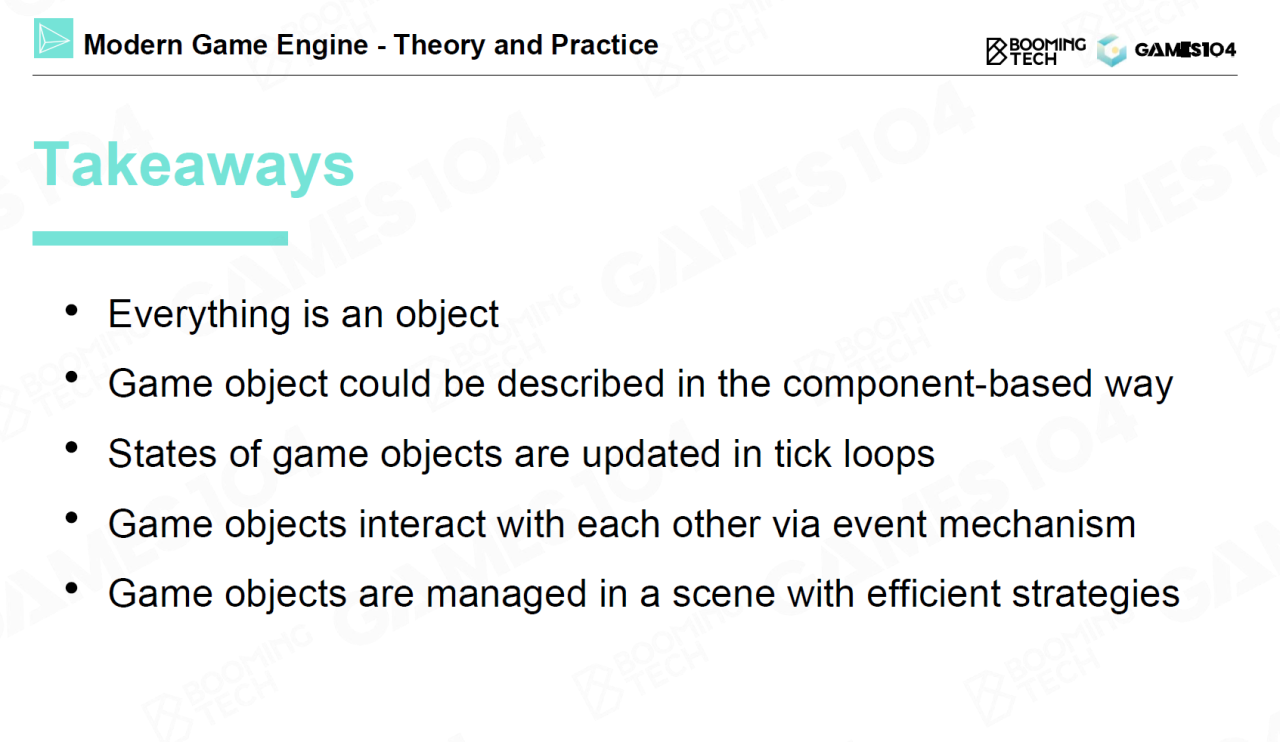 Modern Game Engine - Theory and Practice
BOOMING
TECH
GAMES104
Takeaways
• Everything is an object
• Game object could be described in the component-based way
• States of game objects are updated in tick loops
• Game objects interact with each other via event mechanism
• Game objects are managed in a scene with efficient strategies